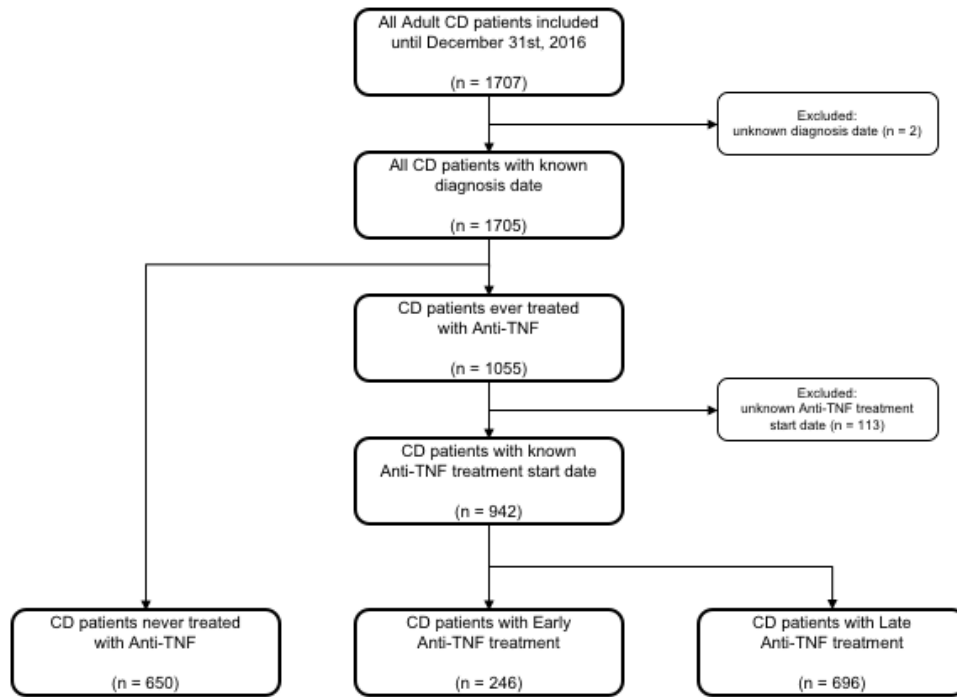 All Adult CD patients included
until December 31st, 2016
(n = 1707)
Excluded:
unknown diagnosis date (n = 2)
All CD patients with known
diagnosis date
(n = 1705)
CD patients ever treated
with Anti-TNF
(n = 1055)
Excluded:
unknown Anti-TNF treatment
start date (n = 113)
CD patients with known
Anti-TNF treatment start date
(n = 942)
CD patients never treated
with Anti-TNF
(n = 650)
CD patients with Early
Anti-TNF treatment
(n = 246)
CD patients with Late
Anti-TNF treatment
(n = 696)